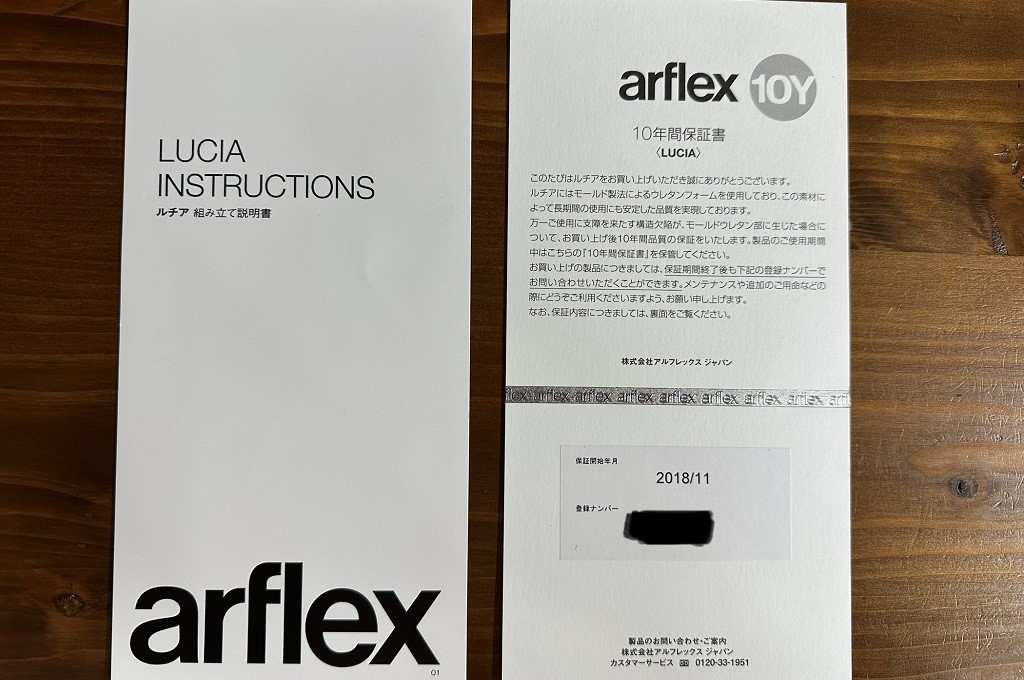 LUCIA
INSTRUCTIONS
ルチア 組み立て説明書
arflex
01
arflex 10Y
10年間保証書
〈LUCIA〉
このたびはルチアをお買い上げいただき誠にありがとうございます。
ルチアにはモールド製法によるウレタンフォームを使用しており、この素材に
よって長期間の使用にも安定した品質を実現しております。
万一ご使用に支障を来たす構造欠陥が、モールドウレタン部に生じた場合に
ついて、お買い上げ後10年間品質の保証をいたします。製品のご使用期間
中はこちらの「10年間保証書」を保管してください。
お買い上げの製品につきましては、保証期間終了後も下記の登録ナンバーで
お問い合わせいただくことができます。メンテナンスや追加のご用命などの
際にどうぞご利用くださいますよう、お願い申し上げます。
なお、保証内容につきましては、裏面をご覧ください。
株式会社アルフレックス ジャパン
flex arflex arflex arflex arflex arflex arflex arfl
保証開始年月
2018/11
登録ナンバー
製品のお問い合わせ・ご案内
株式会社アルフレックス ジャパン
カスタマーサービス 0120-33-1951